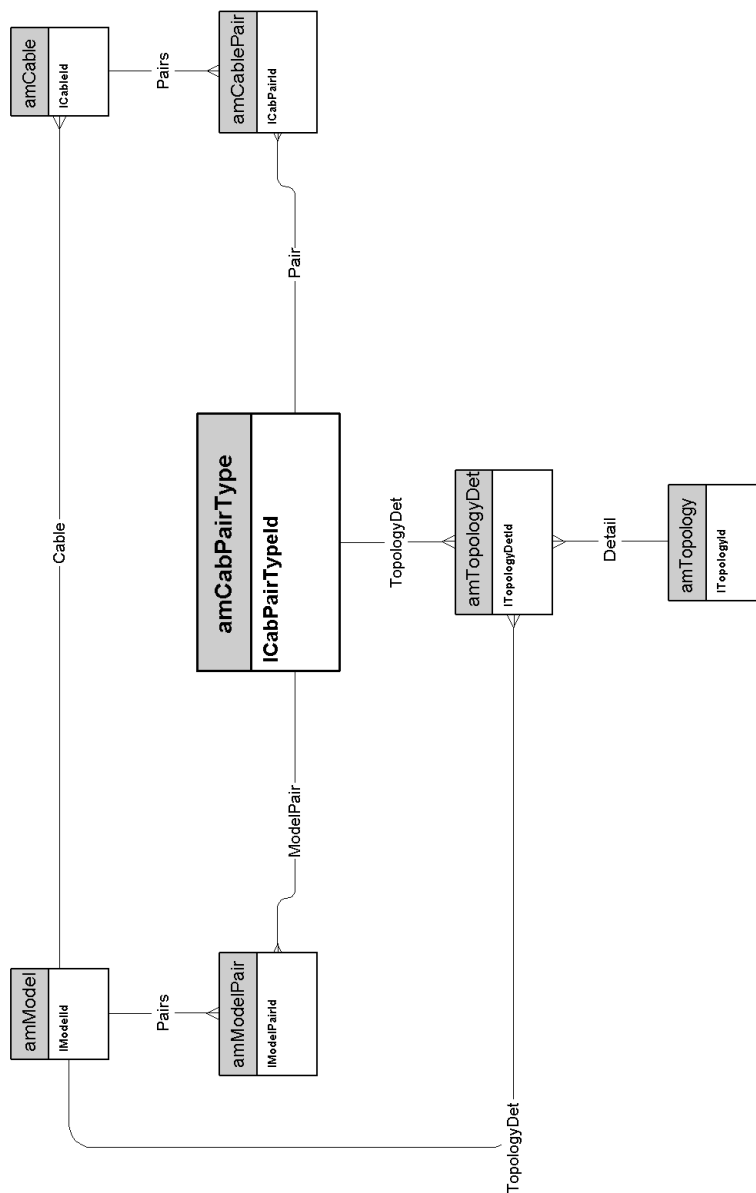 amModel
lModelId
Cable
amCable
lCableId
Pairs
Pairs
amModelPair
lModelPairId
amCabPairType
lCabPairTypeId
amCablePair
lCabPairId
ModelPair
Pair
TopologyDet
amTopologyDet
lTopologyDetId
TopologyDet
Detail
amTopology
lTopologyId